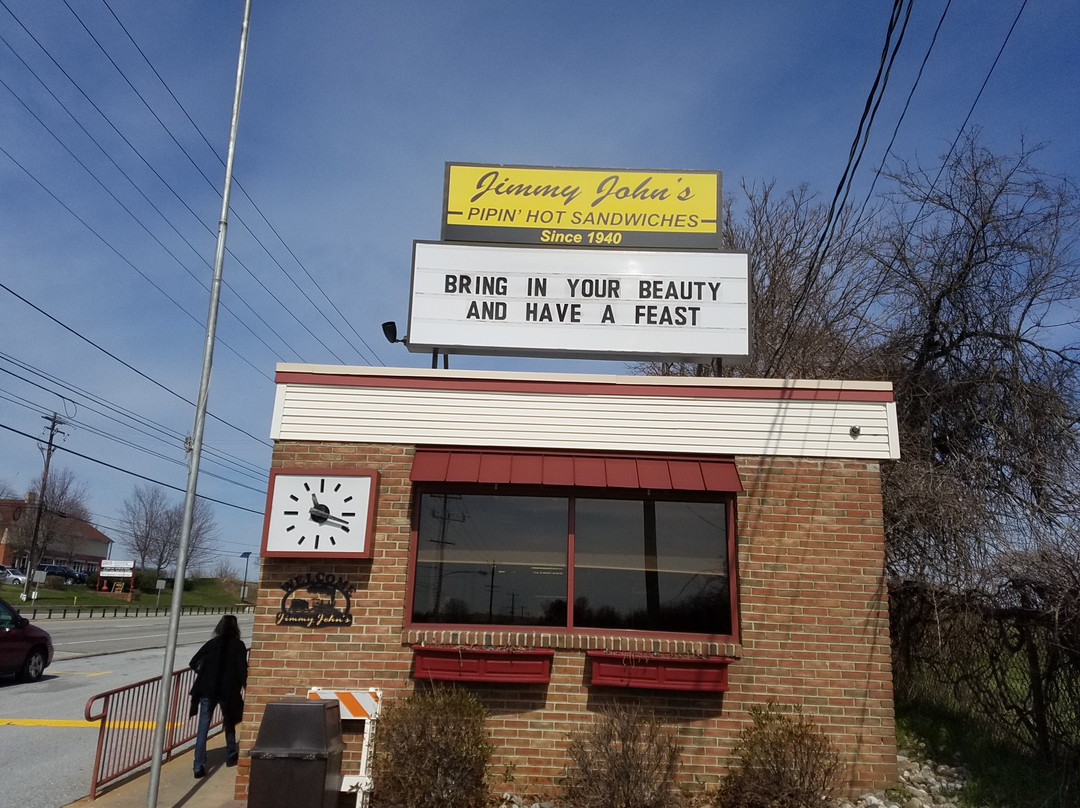 Jimmy John's
PIPIN' HOT SANDWICHES
Since 1940
BRING IN YOUR BEAUTY
AND HAVE A FEAST
WELCOME
Jimmy John's